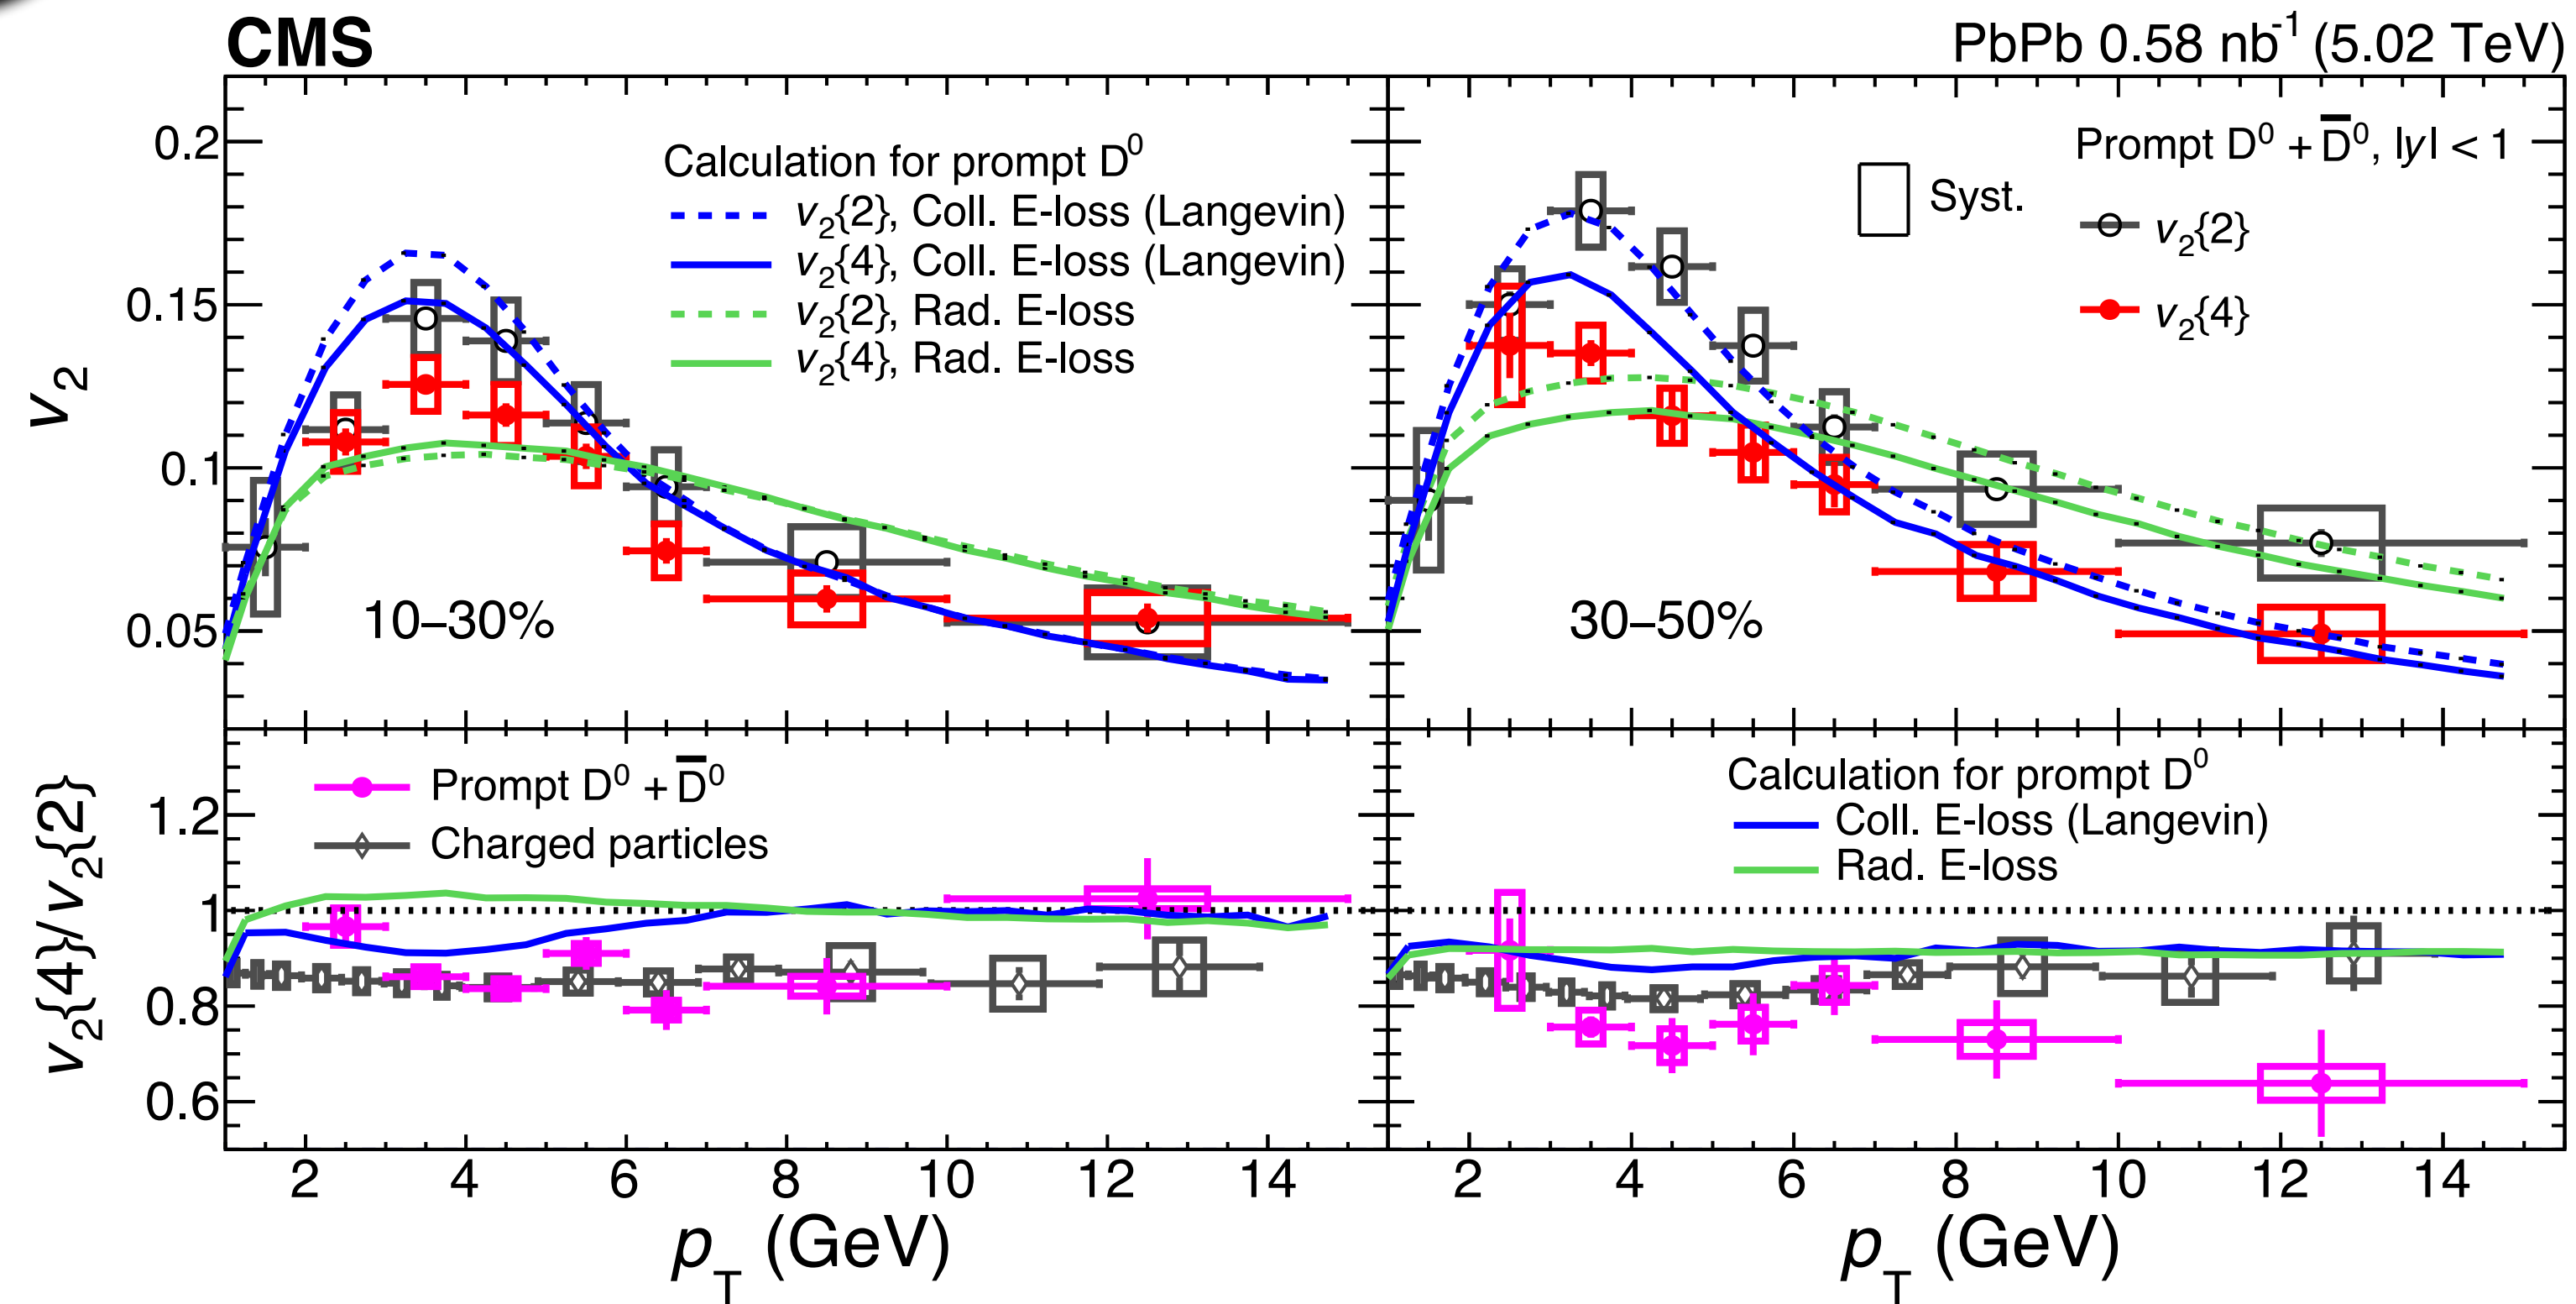 CMS
PbPb 0.58 nb⁻¹ (5.02 TeV)
v₂
0.2
0.15
0.1
0.05
Calculation for prompt D⁰
v₂{2}, Coll. E-loss (Langevin)
v₂{4}, Coll. E-loss (Langevin)
v₂{2}, Rad. E-loss
v₂{4}, Rad. E-loss
10–30%
Prompt D⁰ + D̅⁰, |y| < 1
Syst.
v₂{2}
v₂{4}
30–50%
v₂{4}/v₂{2}
1.2
1
0.8
0.6
Prompt D⁰ + D̅⁰
Charged particles
Calculation for prompt D⁰
Coll. E-loss (Langevin)
Rad. E-loss
2 4 6 8 10 12 14
2 4 6 8 10 12 14
p_T (GeV)
p_T (GeV)